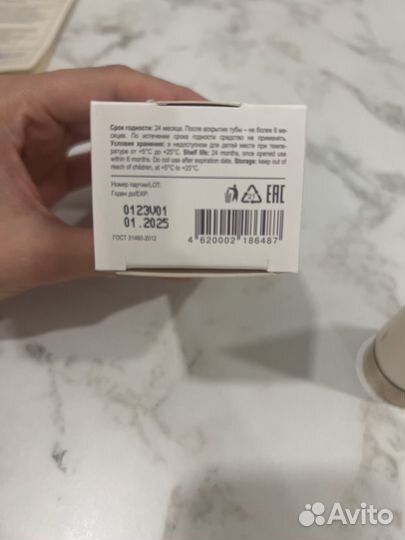 Срок годности: 24 месяца. После вскрытия тубы – не более 6 ме-
сяцев. По истечении срока годности средство не применять.
Условия хранения: в недоступном для детей месте при темпе-
ратуре от +5°С до +25°С. Shelf life: 24 months, once opened use
within 6 months. Do not use after expiration date. Storage: keep out of
reach of children, at +5°C to +25°C.
Номер партии/LOT:
Годен до/EXP:
0123V01
01.2025
ГОСТ 31460-2012
21
EAC
4 620002 186487
Avito